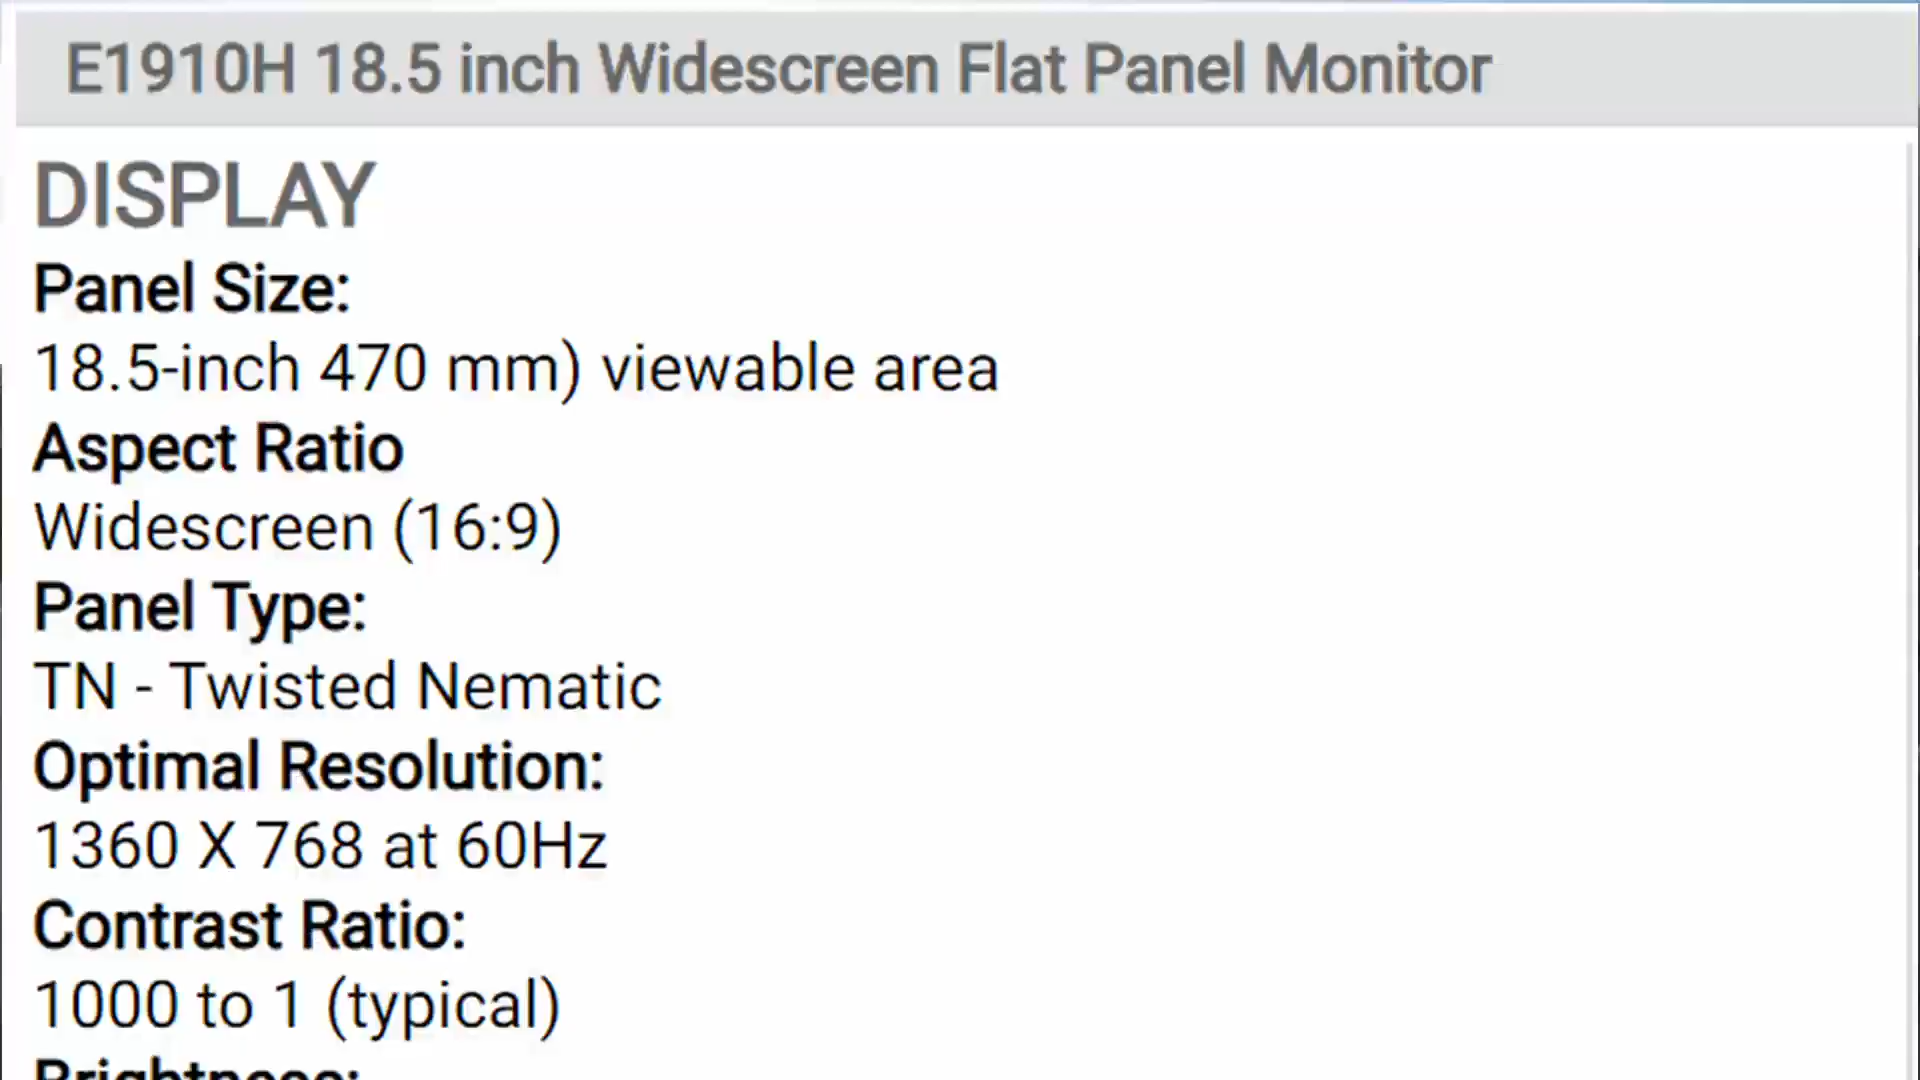 E1910H 18.5 inch Widescreen Flat Panel Monitor
DISPLAY
Panel Size:
18.5-inch 470 mm) viewable area
Aspect Ratio
Widescreen (16:9)
Panel Type:
TN - Twisted Nematic
Optimal Resolution:
1360 X 768 at 60Hz
Contrast Ratio:
1000 to 1 (typical)
Brightness: